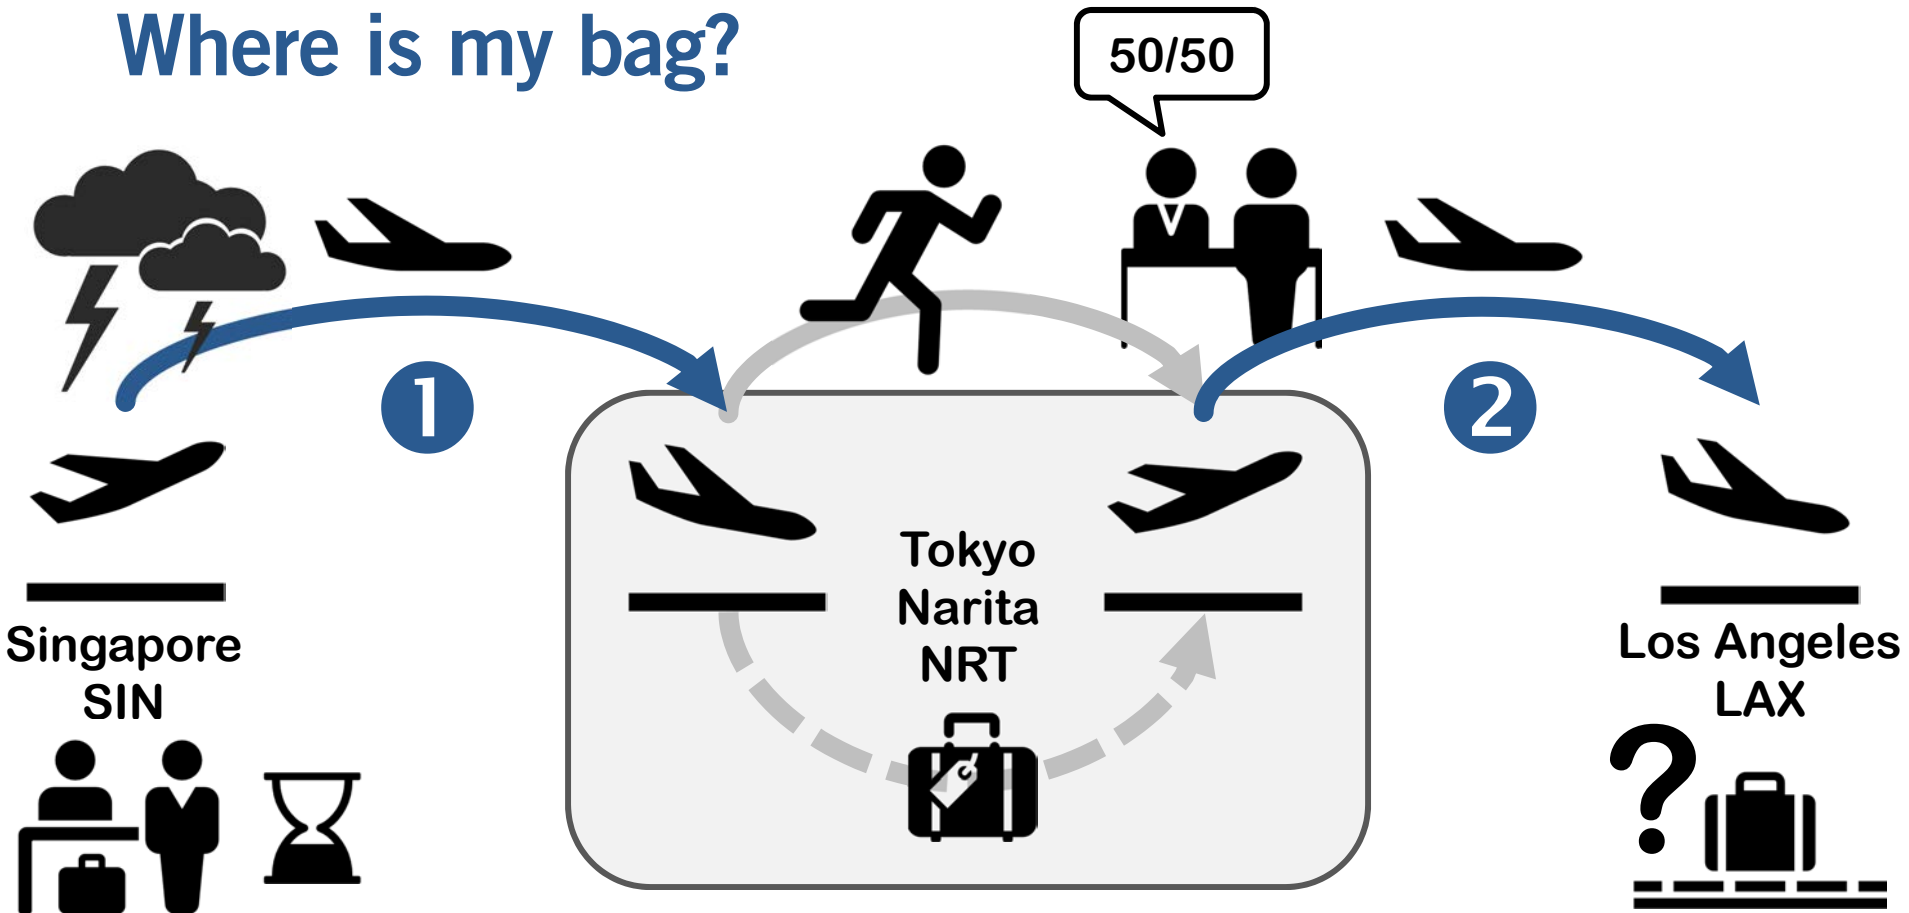 Where is my bag?
50/50
1
2
Tokyo
Narita
NRT
Singapore
SIN
Los Angeles
LAX
?